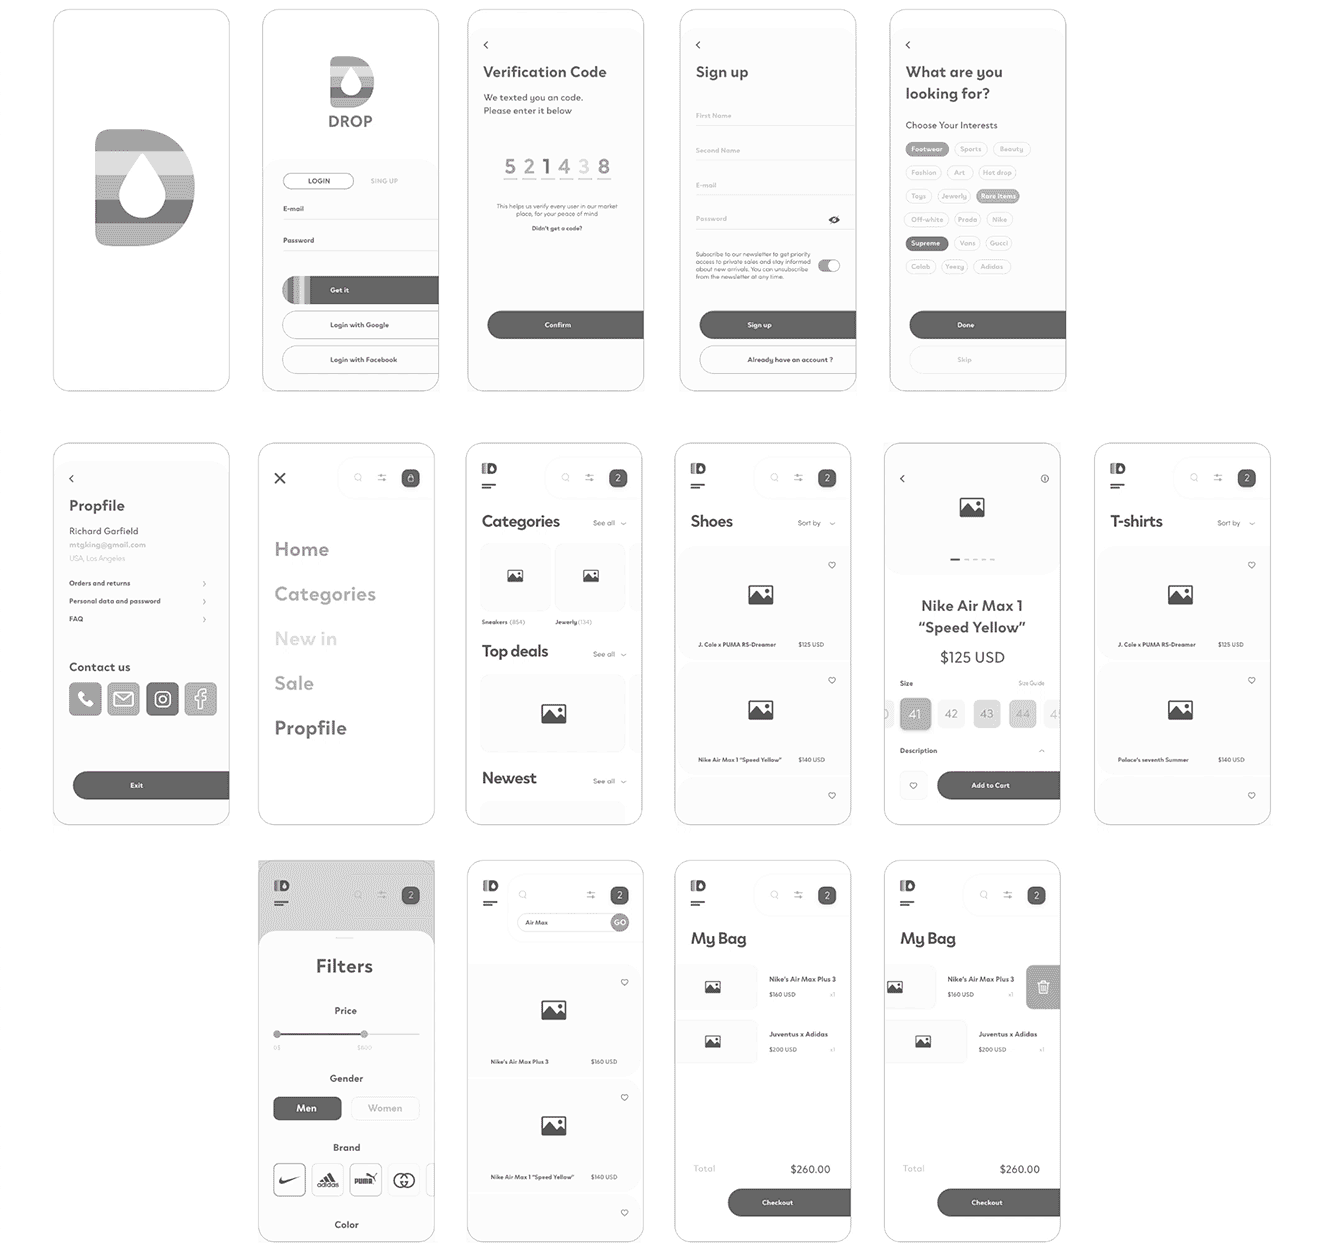 DROP
LOGIN
SING UP
E-mail
Password
Get it
Login with Google
Login with Facebook
Verification Code
We texted you an code.
Please enter it below
5 2 1 4 3 8
This helps us verify every user in our market
place, for your peace of mind
Didn't get a code?
Confirm
Sign up
First Name
Second Name
E-mail
Password
Subscribe to our newsletter to get priority
access to private sales and stay informed
about new arrivals. You can unsubscribe
from the newsletter at any time.
Sign up
Already have an account ?
What are you
looking for?
Choose Your Interests
Footwear Sports Beauty
Fashion Art Hot drop
Toys Jewerly Rare items
Off-white Prada Nike
Supreme Vans Gucci
Calab Yeezy Adidas
Done
Skip
Propfile
Richard Garfield
mtgking@gmail.com
USA, Los Angeles
Orders and returns
Personal data and password
FAQ
Contact us
Exit
Home
Categories
New in
Sale
Propfile
2
Categories
See all
Sneakers (854)
Jewerly (134)
Top deals
See all
Newest
See all
2
Shoes
Sort by
J. Cole x PUMA RS-Dreamer
$125 USD
Nike Air Max 1 "Speed Yellow"
$140 USD
Nike Air Max 1
“Speed Yellow”
$125 USD
Size
Size Guide
41 42 43 44
Description
Add to Cart
2
T-shirts
Sort by
J. Cole x PUMA RS-Dreamer
$125 USD
Palace's seventh Summer
$140 USD
2
Filters
Price
Gender
Men
Women
Brand
adidas
PUMA
Color
2
Air Max
GO
Nike's Air Max Plus 3
$160 USD
Nike Air Max 1 "Speed Yellow"
$140 USD
2
My Bag
Nike's Air Max Plus 3
$160 USD
x1
Juventus x Adidas
$200 USD
x1
Total
$260.00
Checkout
2
My Bag
Nike's Air Max Plus 3
$160 USD
x1
Juventus x Adidas
$200 USD
x1
Total
$260.00
Checkout